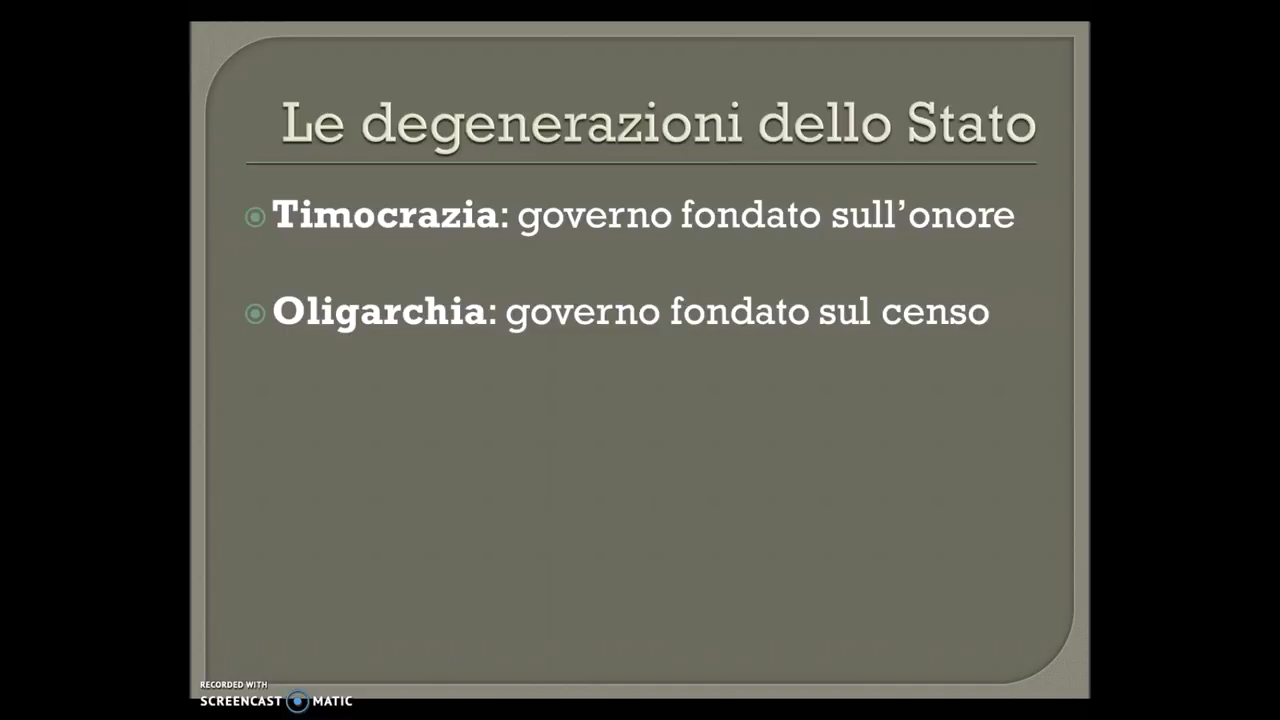 Le degenerazioni dello Stato
Timocrazia: governo fondato sull’onore
Oligarchia: governo fondato sul censo
RECORDED WITH
SCREENCAST MATIC